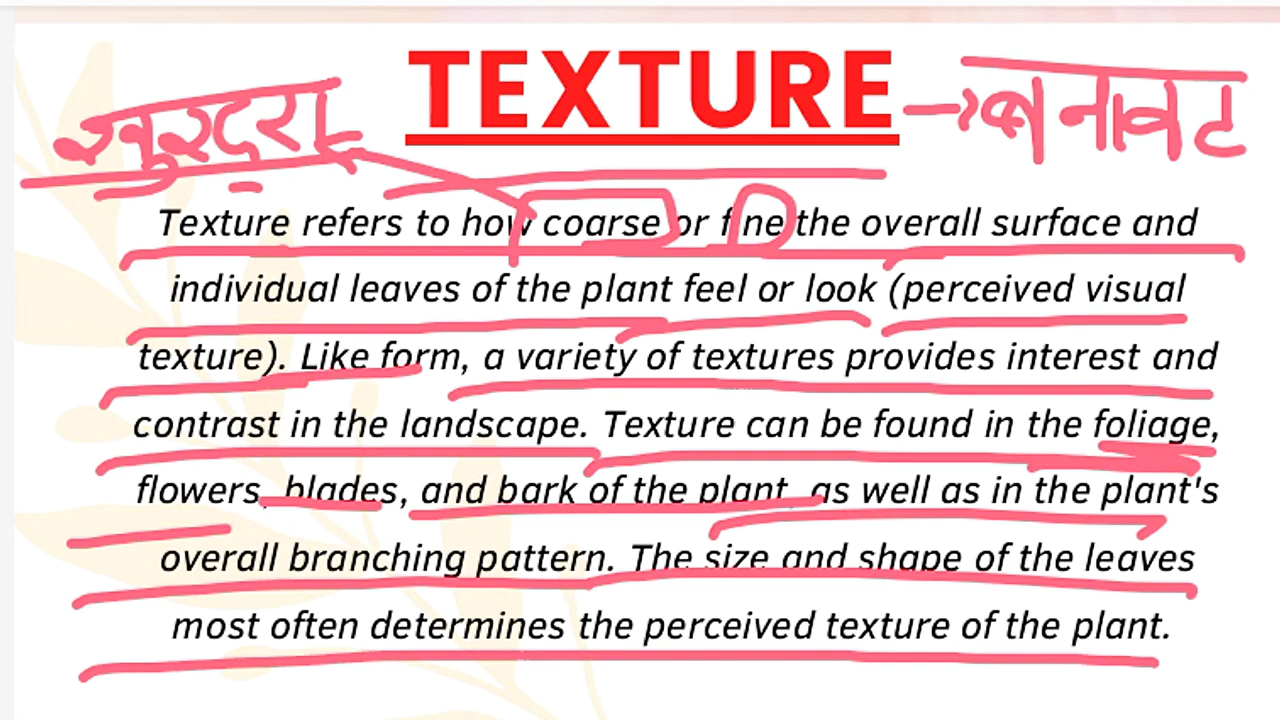 TEXTURE
→ बनावट
खुरदरा
Texture refers to how coarse or fine the overall surface and
individual leaves of the plant feel or look (perceived visual
texture). Like form, a variety of textures provides interest and
contrast in the landscape. Texture can be found in the foliage,
flowers, blades, and bark of the plant, as well as in the plant's
overall branching pattern. The size and shape of the leaves
most often determines the perceived texture of the plant.